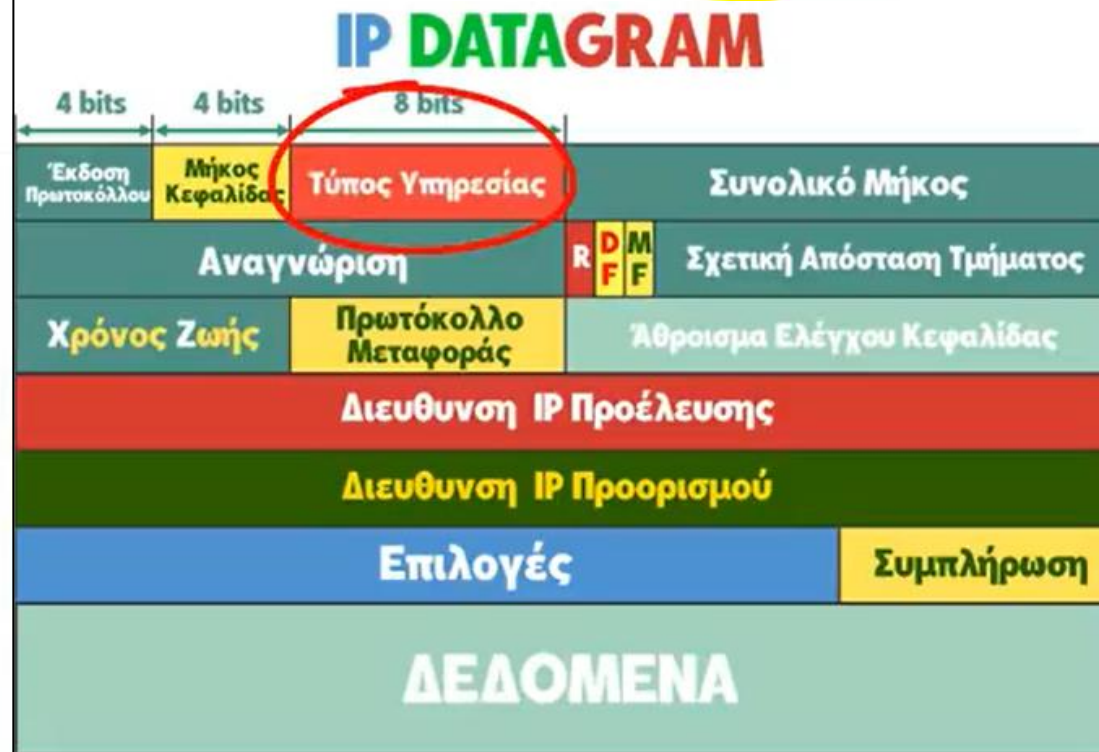 IP DATAGRAM
4 bits 4 bits 8 bits
Έκδοση Πρωτοκόλλου
Μήκος Κεφαλίδας
Τύπος Υπηρεσίας
Συνολικό Μήκος
Αναγνώριση
R
DF
MF
Σχετική Απόσταση Τμήματος
Χρόνος Ζωής
Πρωτόκολλο
Μεταφοράς
Άθροισμα Ελέγχου Κεφαλίδας
Διευθυνση IP Προέλευσης
Διευθυνση IP Προορισμού
Επιλογές
Συμπλήρωση
ΔΕΔΟΜΕΝΑ